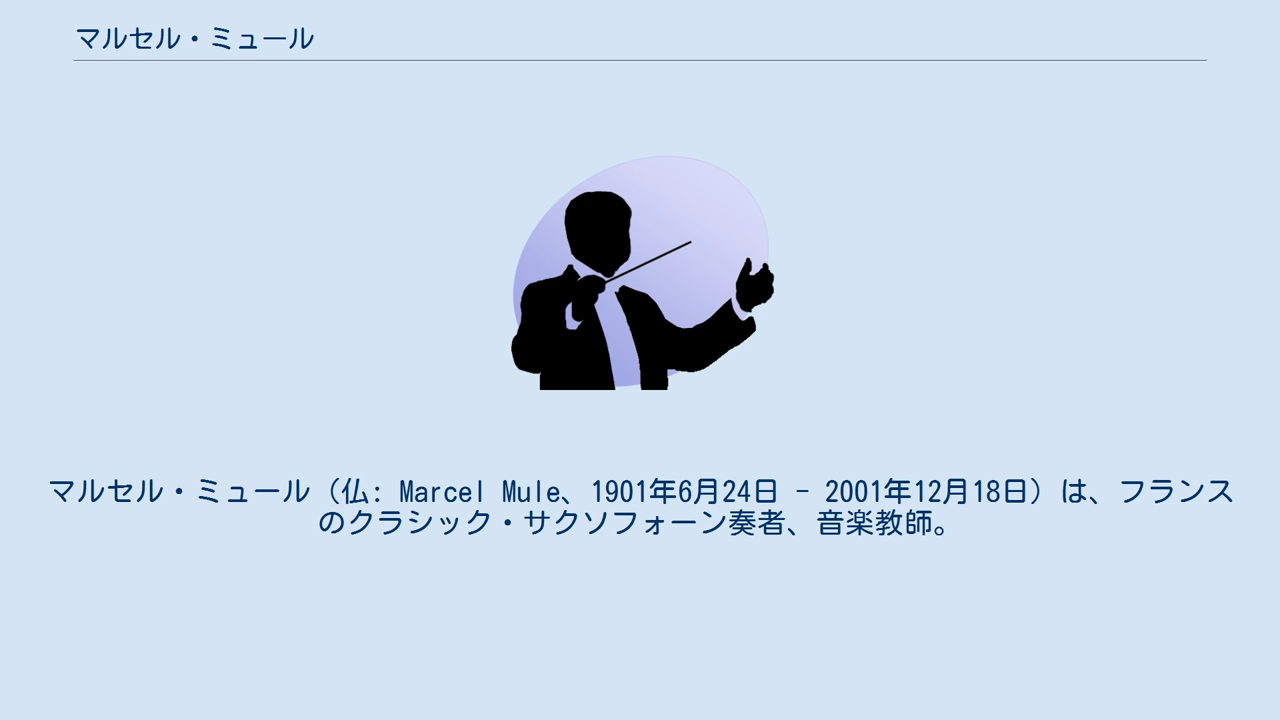 マルセル・ミュール
マルセル・ミュール（仏: Marcel Mule、1901年6月24日 - 2001年12月18日）は、フランス
のクラシック・サクソフォーン奏者、音楽教師。